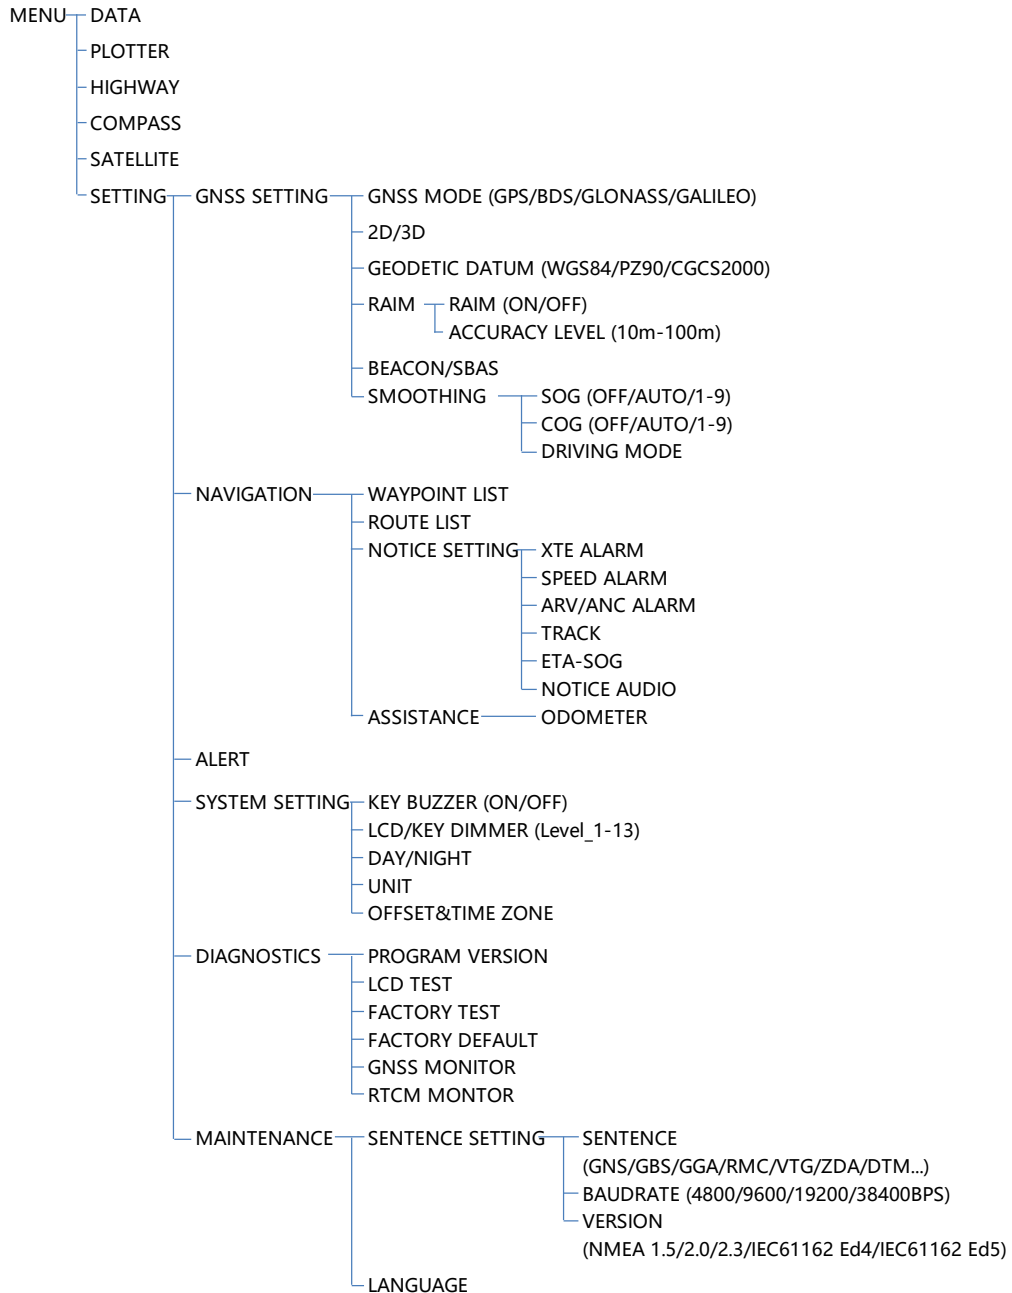 MENU DATA
PLOTTER
HIGHWAY
COMPASS
SATELLITE
SETTING GNSS SETTING GNSS MODE (GPS/BDS/GLONASS/GALILEO)
2D/3D
GEODETIC DATUM (WGS84/PZ90/CGCS2000)
RAIM RAIM (ON/OFF)
ACCURACY LEVEL (10m-100m)
BEACON/SBAS
SMOOTHING SOG (OFF/AUTO/1-9)
COG (OFF/AUTO/1-9)
DRIVING MODE
NAVIGATION WAYPOINT LIST
ROUTE LIST
NOTICE SETTING XTE ALARM
SPEED ALARM
ARV/ANC ALARM
TRACK
ETA-SOG
NOTICE AUDIO
ASSISTANCE ODOMETER
ALERT
SYSTEM SETTING KEY BUZZER (ON/OFF)
LCD/KEY DIMMER (Level_1-13)
DAY/NIGHT
UNIT
OFFSET&TIME ZONE
DIAGNOSTICS PROGRAM VERSION
LCD TEST
FACTORY TEST
FACTORY DEFAULT
GNSS MONITOR
RTCM MONTOR
MAINTENANCE SENTENCE SETTING SENTENCE
(GNS/GBS/GGA/RMC/VTG/ZDA/DTM...)
BAUDRATE (4800/9600/19200/38400BPS)
VERSION
(NMEA 1.5/2.0/2.3/IEC61162 Ed4/IEC61162 Ed5)
LANGUAGE